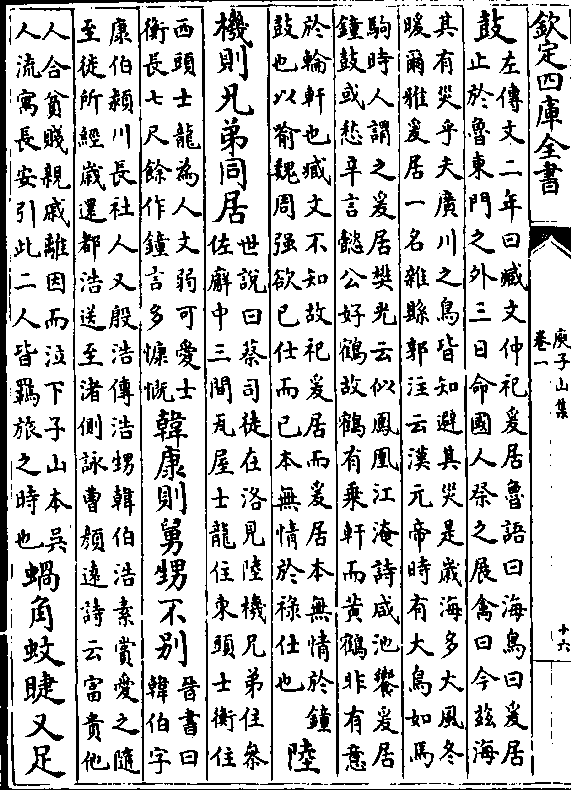 欽定四庫全書
庾子山集
卷一
十六
鼓
左傳文二年曰臧文仲祀爰居魯語曰海鳥曰爰居
止於魯東門之外三日命國人祭之展禽曰今兹海
其有災乎夫廣川之鳥皆知避其災是歲海多大風冬
暖爾雅爰居一名雜縣郭注云漢元帝時有大鳥如馬
駒時人謂之爰居樊光云似鳳凰江淹詩咸池饗爰居
鐘鼓或愁辛言懿公好鶴故鶴有乗軒而黄鶴非有意
於輪軒也臧文不知故祀爰居而爰居本無情於鐘
鼓也以喻魏周强欲已仕而已本無情於祿仕也
陸
機則兄弟同居
世說曰蔡司徒在洛見陸機兄弟住叅
佐廨中三間瓦屋士龍住東頭士衡住
西頭士龍為人文弱可愛士
衡長七尺餘作鐘言多慷慨
韓康則舅甥不别
晉書曰
韓伯字
康伯潁川長社人又殷浩傳浩甥韓伯浩素賞愛之隨
至徙所經歲還都浩送至渚側詠曹顏遠詩云富貴他
人合貧賤親戚離因而泣下子山本吳
人流寓長安引此二人皆羈旅之時也
蝸角蚊睫又足